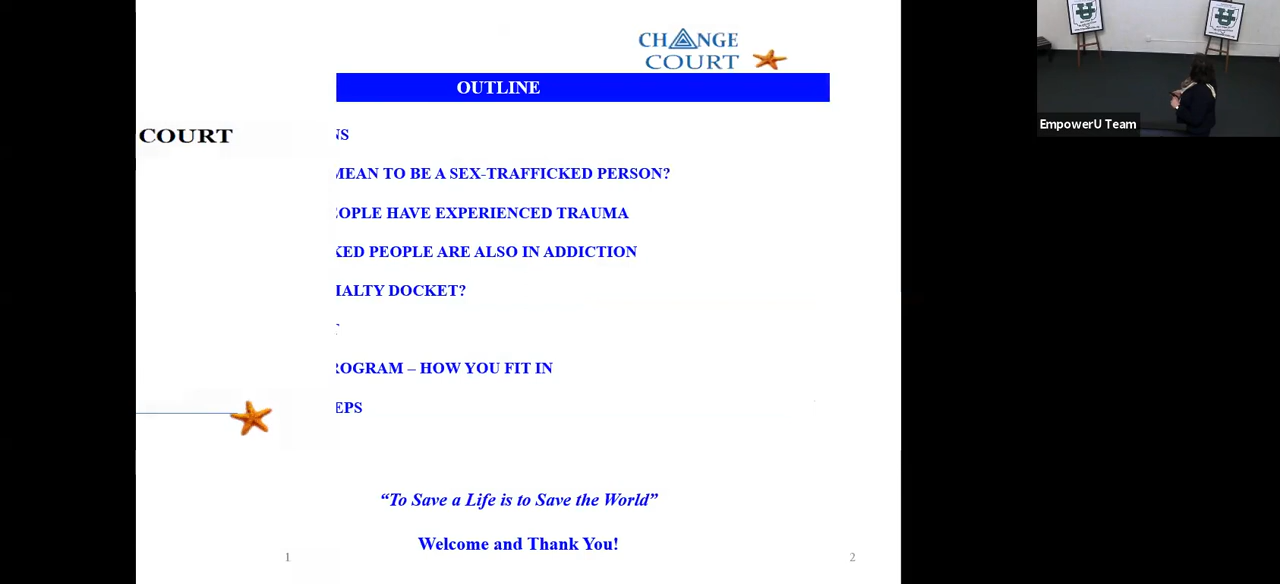 CHANGE
COURT
OUTLINE
COURT
NS
MEAN TO BE A SEX-TRAFFICKED PERSON?
OPLE HAVE EXPERIENCED TRAUMA
KED PEOPLE ARE ALSO IN ADDICTION
IALTY DOCKET?
ROGRAM – HOW YOU FIT IN
EPS
“To Save a Life is to Save the World”
Welcome and Thank You!
1
2
U
U
EmpowerU Team